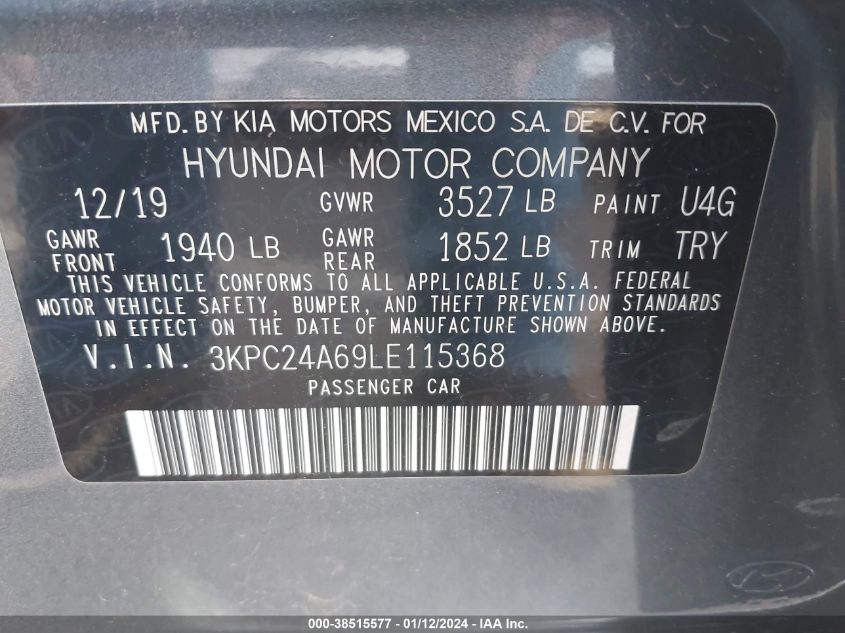 MFD. BY KIA MOTORS MEXICO S.A. DE C.V. FOR
HYUNDAI MOTOR COMPANY
12/19 GVWR 3527 LB PAINT U4G
GAWR FRONT 1940 LB GAWR REAR 1852 LB TRIM TRY
THIS VEHICLE CONFORMS TO ALL APPLICABLE U.S.A. FEDERAL
MOTOR VEHICLE SAFETY, BUMPER, AND THEFT PREVENTION STANDARDS
IN EFFECT ON THE DATE OF MANUFACTURE SHOWN ABOVE.
V.I.N. 3KPC24A69LE115368
PASSENGER CAR
000-38515577 - 01/12/2024 - IAA Inc.